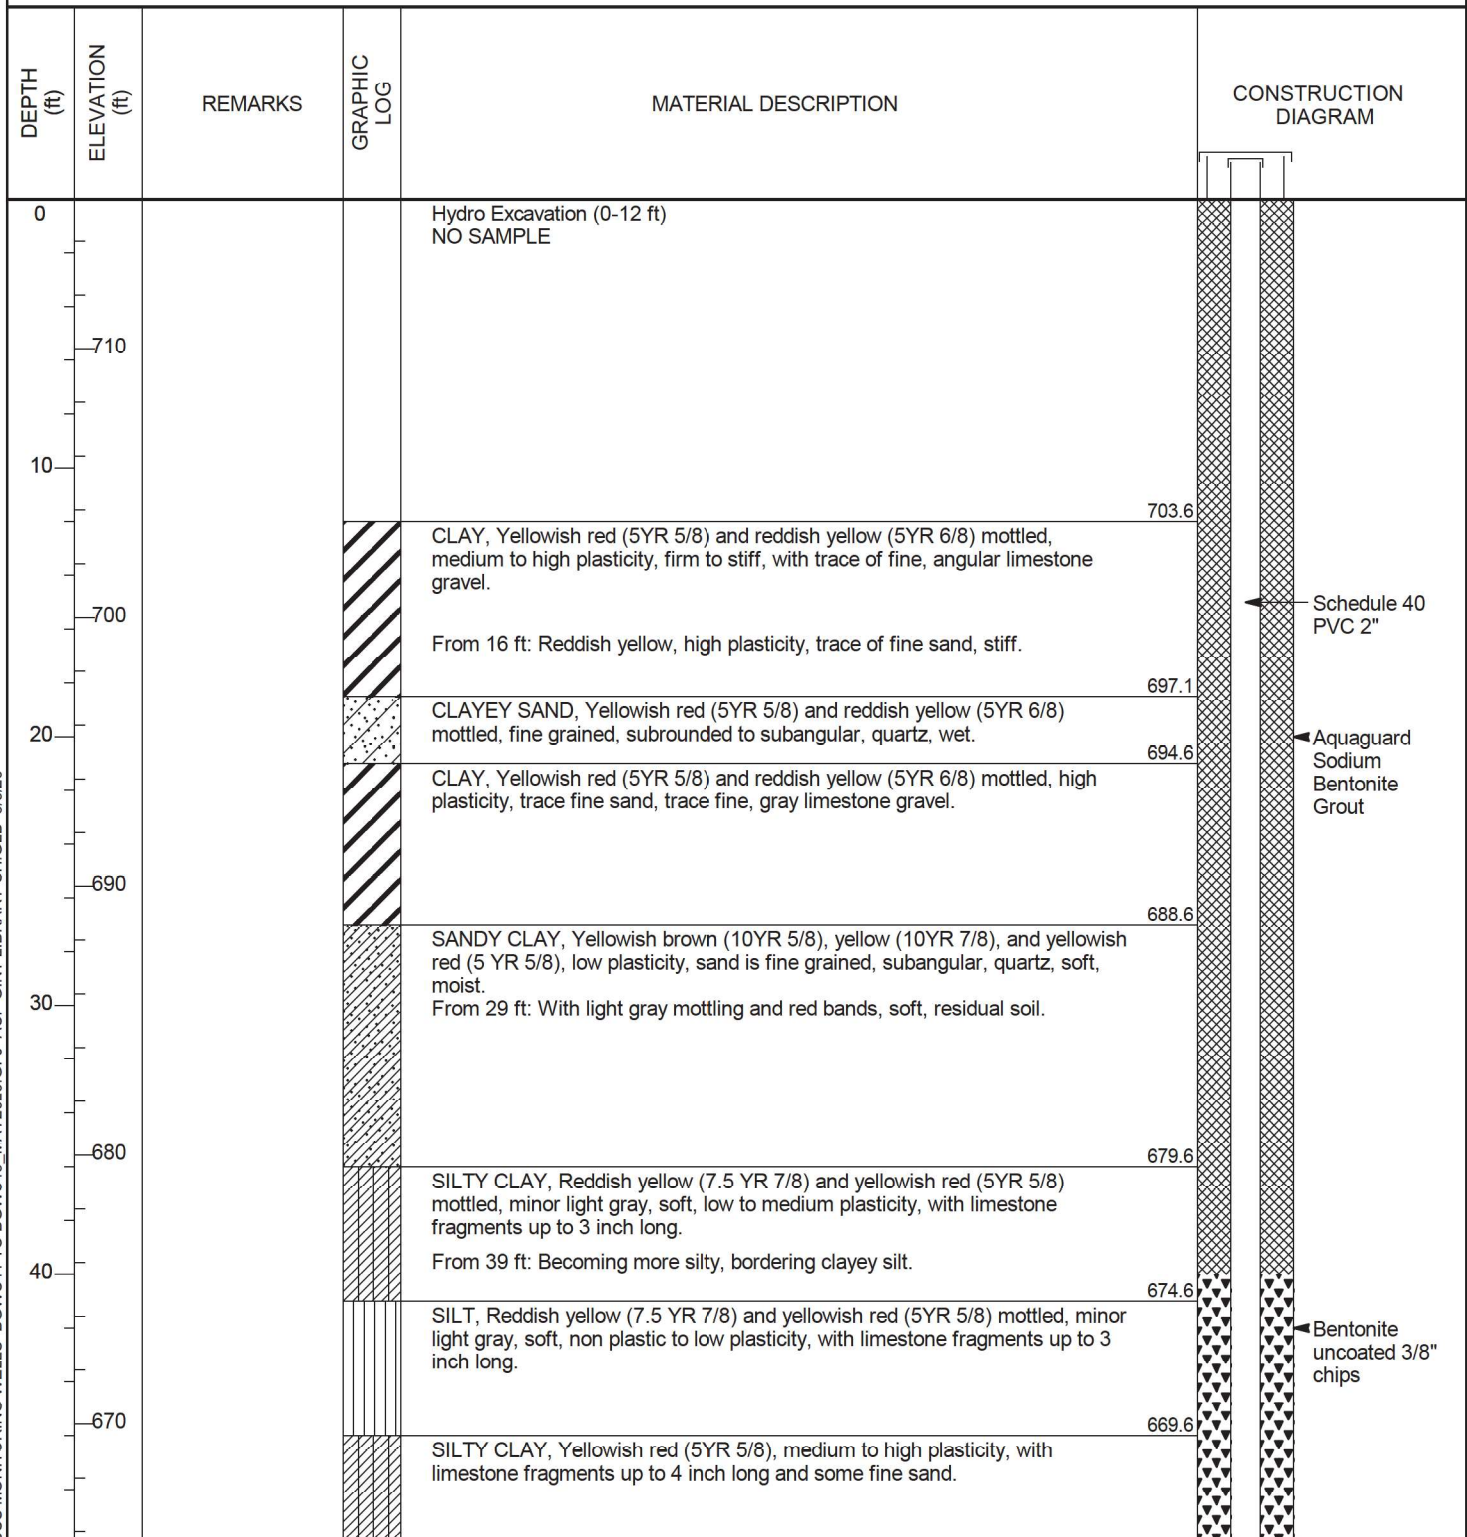 DEPTH
(ft)
ELEVATION
(ft)
REMARKS
GRAPHIC
LOG
MATERIAL DESCRIPTION
CONSTRUCTION
DIAGRAM
0
Hydro Excavation (0-12 ft)
NO SAMPLE
710
10
703.6
CLAY, Yellowish red (5YR 5/8) and reddish yellow (5YR 6/8) mottled,
medium to high plasticity, firm to stiff, with trace of fine, angular limestone
gravel.
700
Schedule 40
PVC 2"
From 16 ft: Reddish yellow, high plasticity, trace of fine sand, stiff.
697.1
CLAYEY SAND, Yellowish red (5YR 5/8) and reddish yellow (5YR 6/8)
mottled, fine grained, subrounded to subangular, quartz, wet.
20
694.6
Aquaguard
Sodium
Bentonite
Grout
CLAY, Yellowish red (5YR 5/8) and reddish yellow (5YR 6/8) mottled, high
plasticity, trace fine sand, trace fine, gray limestone gravel.
690
688.6
SANDY CLAY, Yellowish brown (10YR 5/8), yellow (10YR 7/8), and yellowish
red (5 YR 5/8), low plasticity, sand is fine grained, subangular, quartz, soft,
moist.
From 29 ft: With light gray mottling and red bands, soft, residual soil.
30
680
679.6
SILTY CLAY, Reddish yellow (7.5 YR 7/8) and yellowish red (5YR 5/8)
mottled, minor light gray, soft, low to medium plasticity, with limestone
fragments up to 3 inch long.
From 39 ft: Becoming more silty, bordering clayey silt.
40
674.6
SILT, Reddish yellow (7.5 YR 7/8) and yellowish red (5YR 5/8) mottled, minor
light gray, soft, non plastic to low plasticity, with limestone fragments up to 3
inch long.
Bentonite
uncoated 3/8"
chips
670
669.6
SILTY CLAY, Yellowish red (5YR 5/8), medium to high plasticity, with
limestone fragments up to 4 inch long and some fine sand.